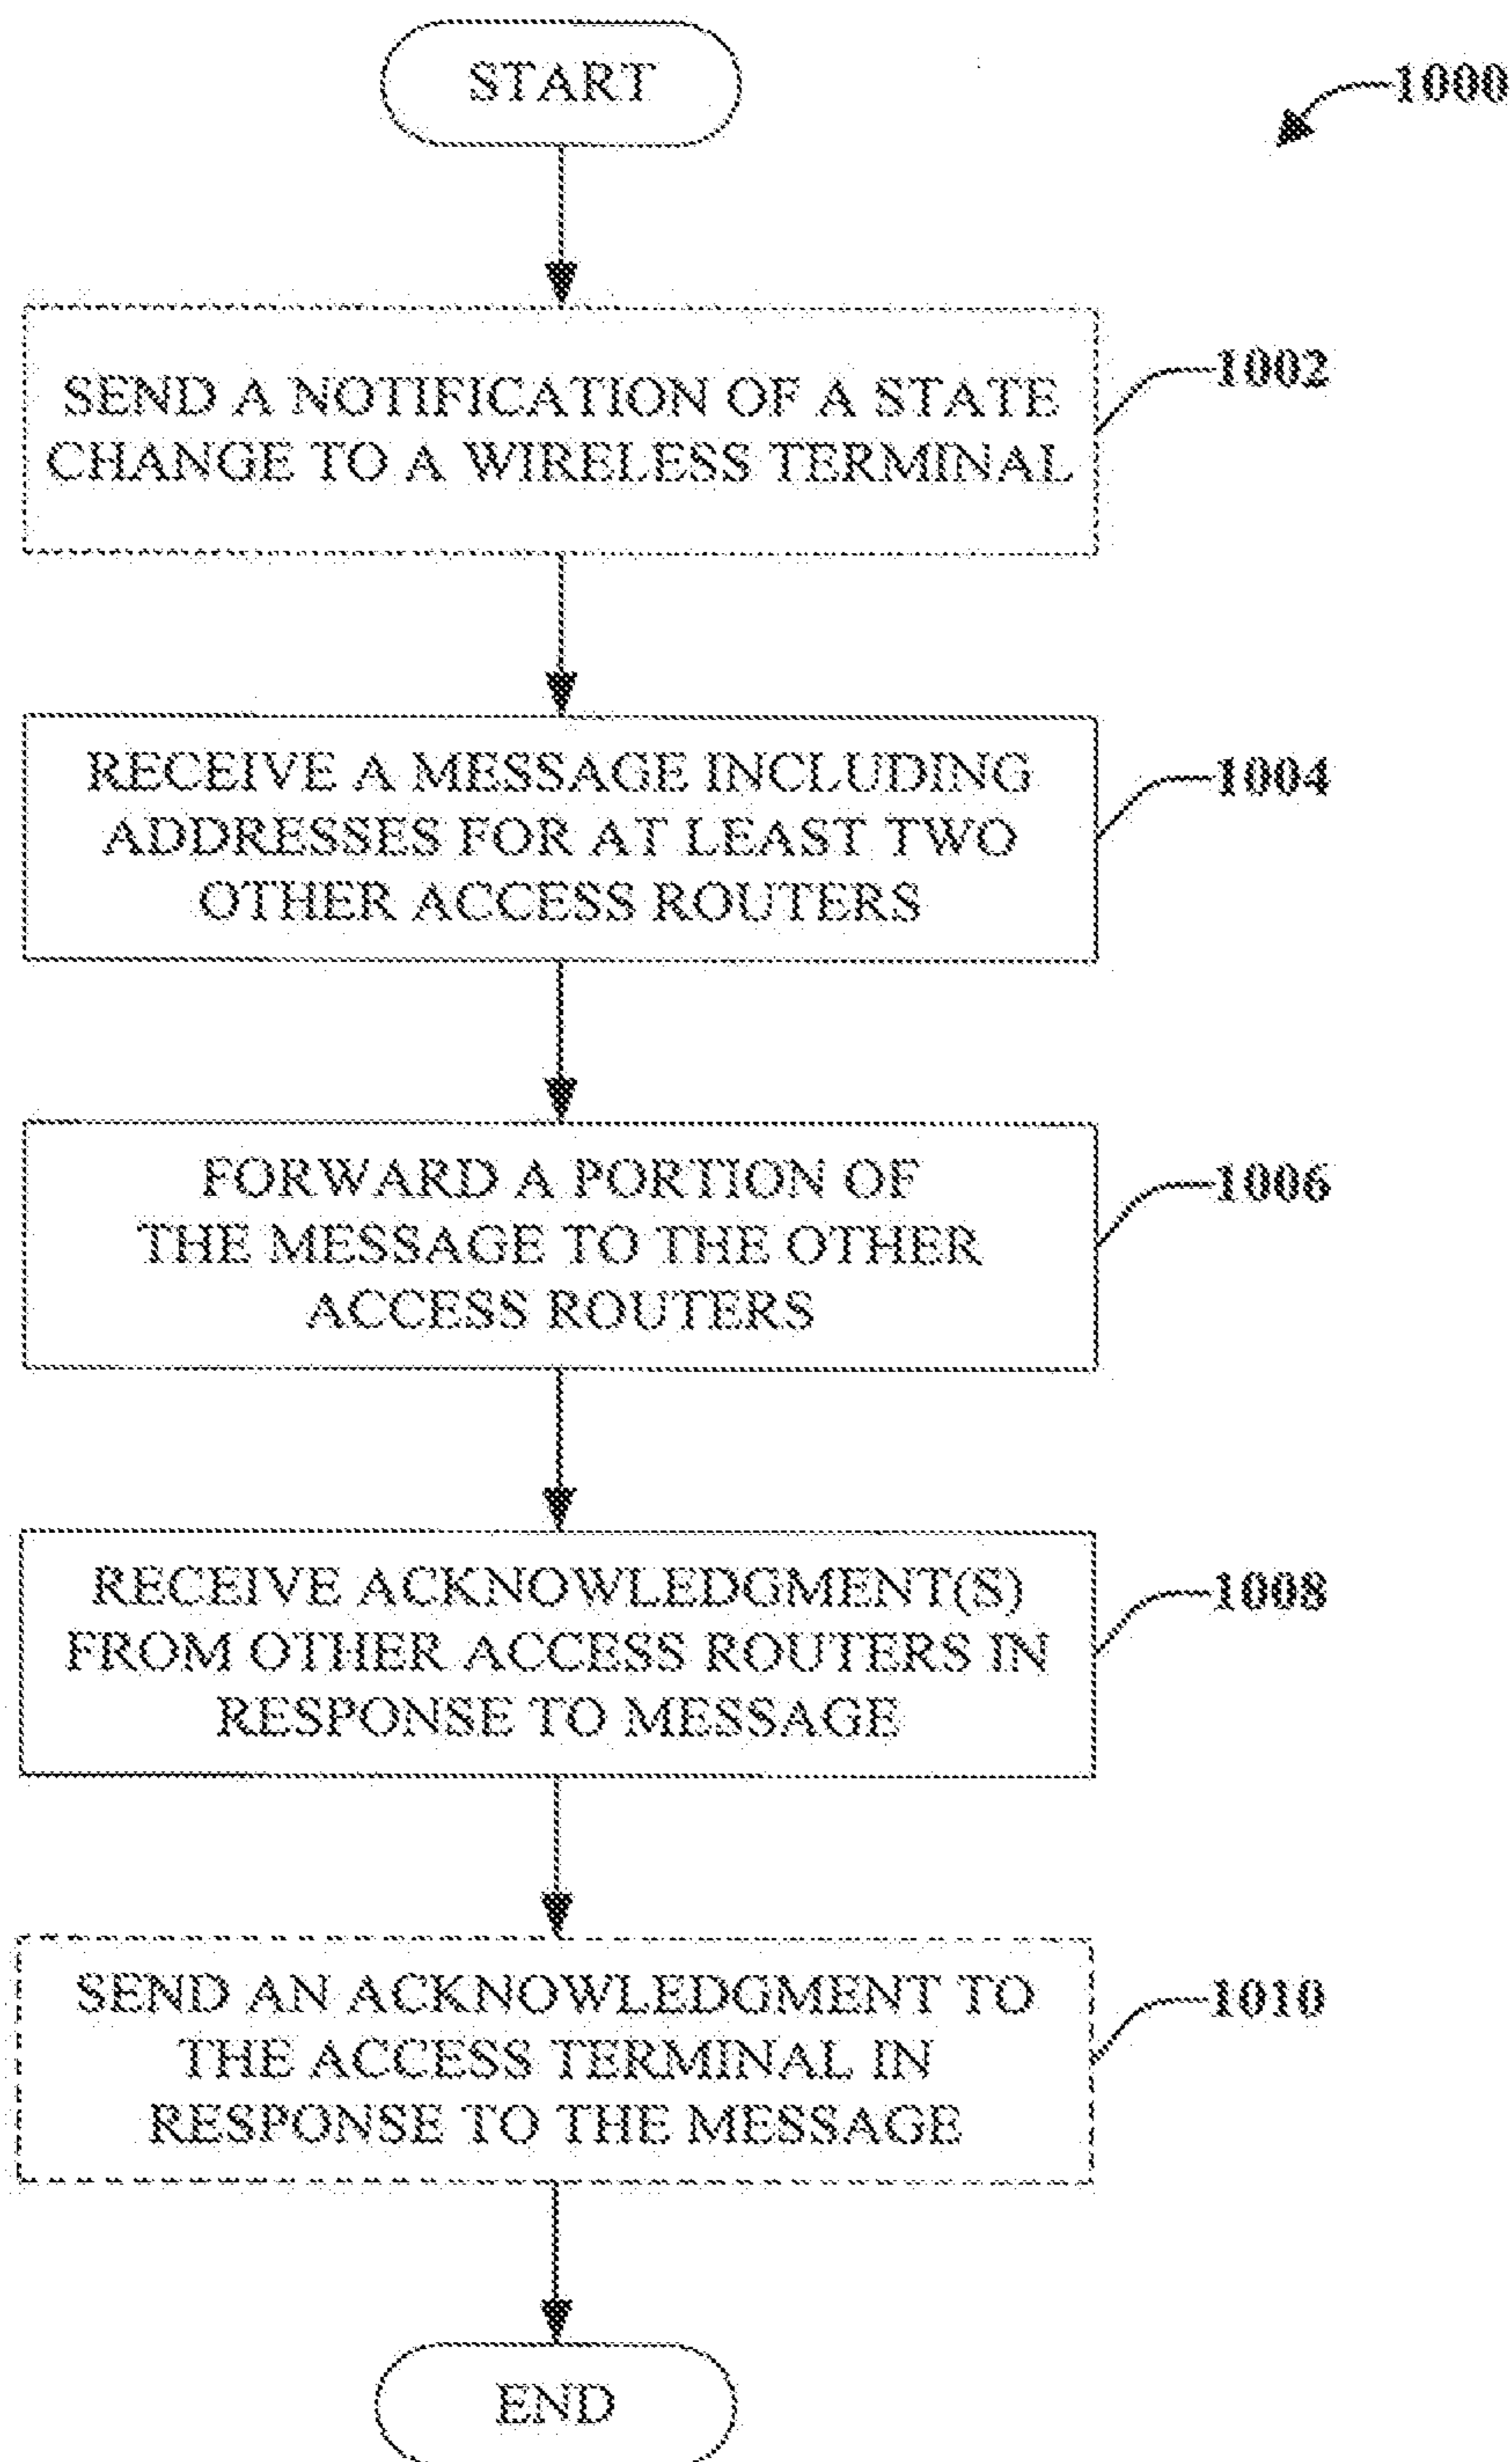 START
1000
SEND A NOTIFICATION OF A STATE
CHANGE TO A WIRELESS TERMINAL
1002
RECEIVE A MESSAGE INCLUDING
ADDRESSES FOR AT LEAST TWO
OTHER ACCESS ROUTERS
1004
FORWARD A PORTION OF
THE MESSAGE TO THE OTHER
ACCESS ROUTERS
1006
RECEIVE ACKNOWLEDGMENT(S)
FROM OTHER ACCESS ROUTERS IN
RESPONSE TO MESSAGE
1008
SEND AN ACKNOWLEDGMENT TO
THE ACCESS TERMINAL IN
RESPONSE TO THE MESSAGE
1010
END